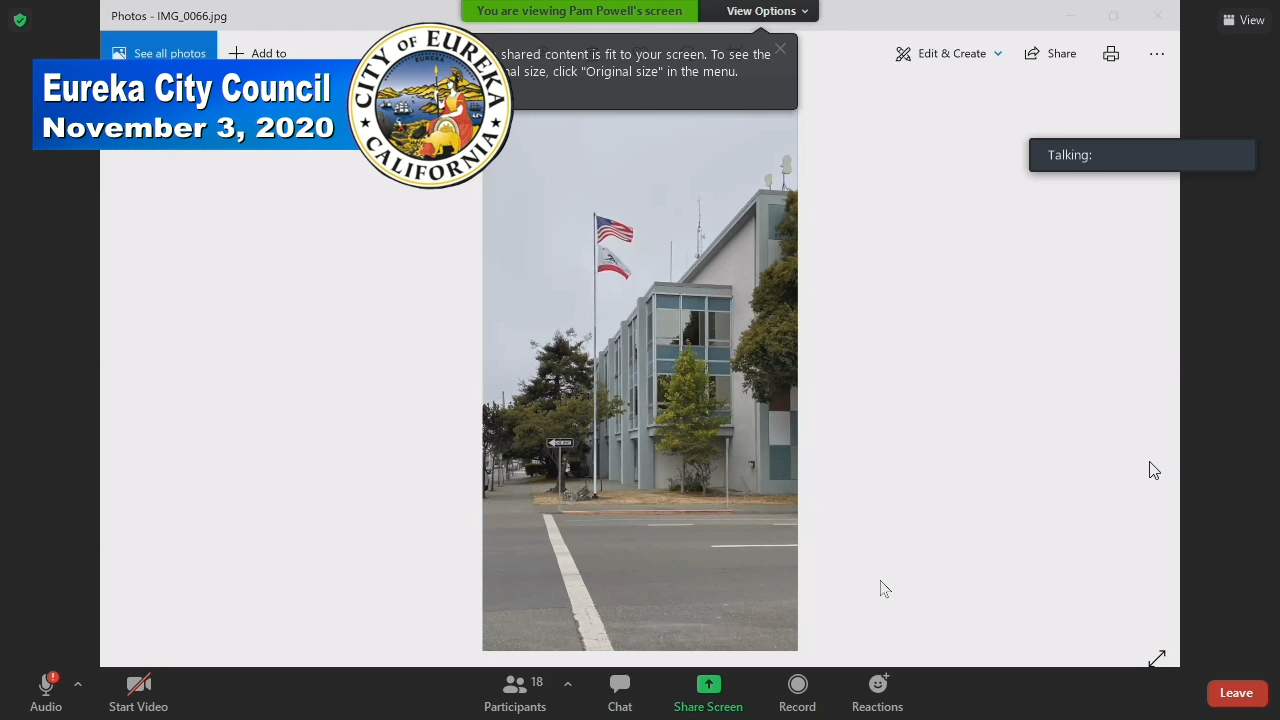 Photos - IMG_0066.jpg
You are viewing Pam Powell's screen
View Options
View
See all photos
Add to
shared content is fit to your screen. To see the
nal size, click "Original size" in the menu.
Edit & Create
Share
Eureka City Council
November 3, 2020
CITY OF EUREKA
EUREKA
CALIFORNIA
Talking:
Audio
Start Video
18
Participants
Chat
Share Screen
Record
Reactions
Leave